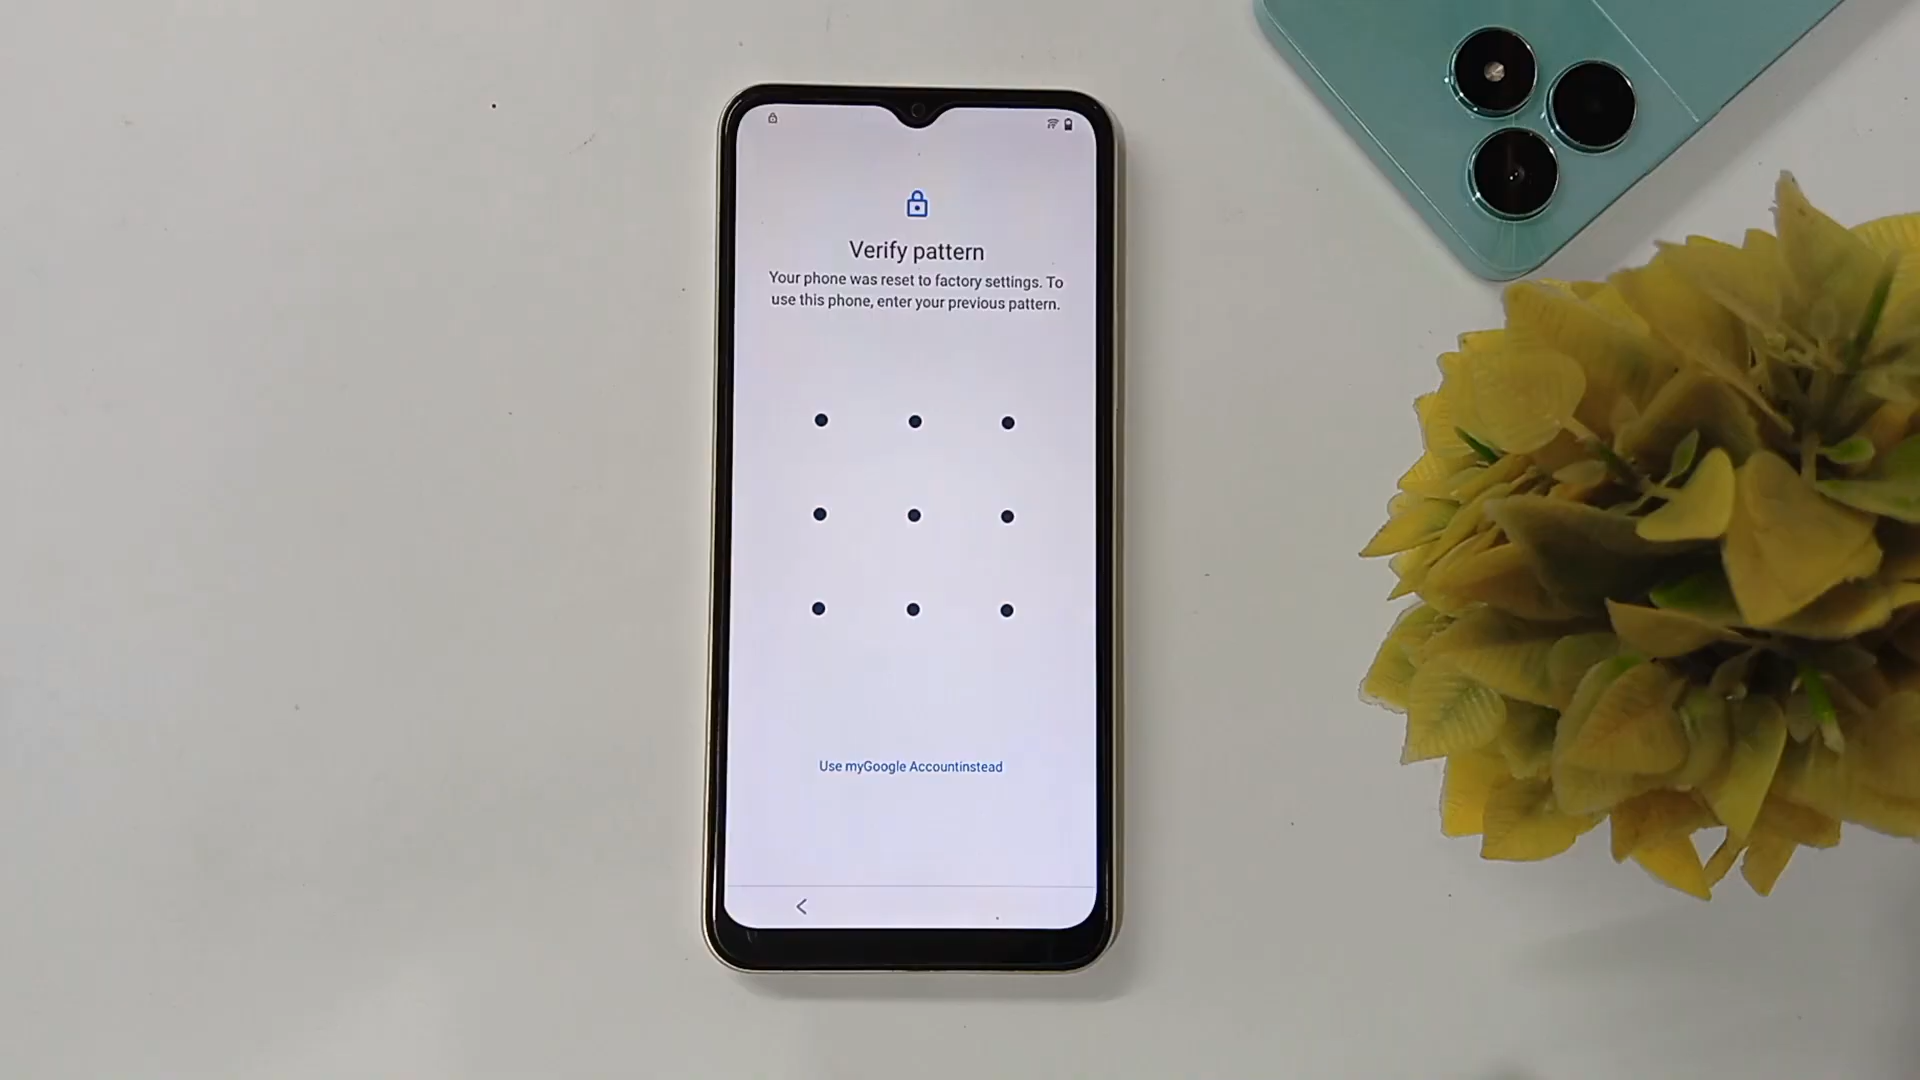 Verify pattern
Your phone was reset to factory settings. To
use this phone, enter your previous pattern.
Use myGoogle Accountinstead